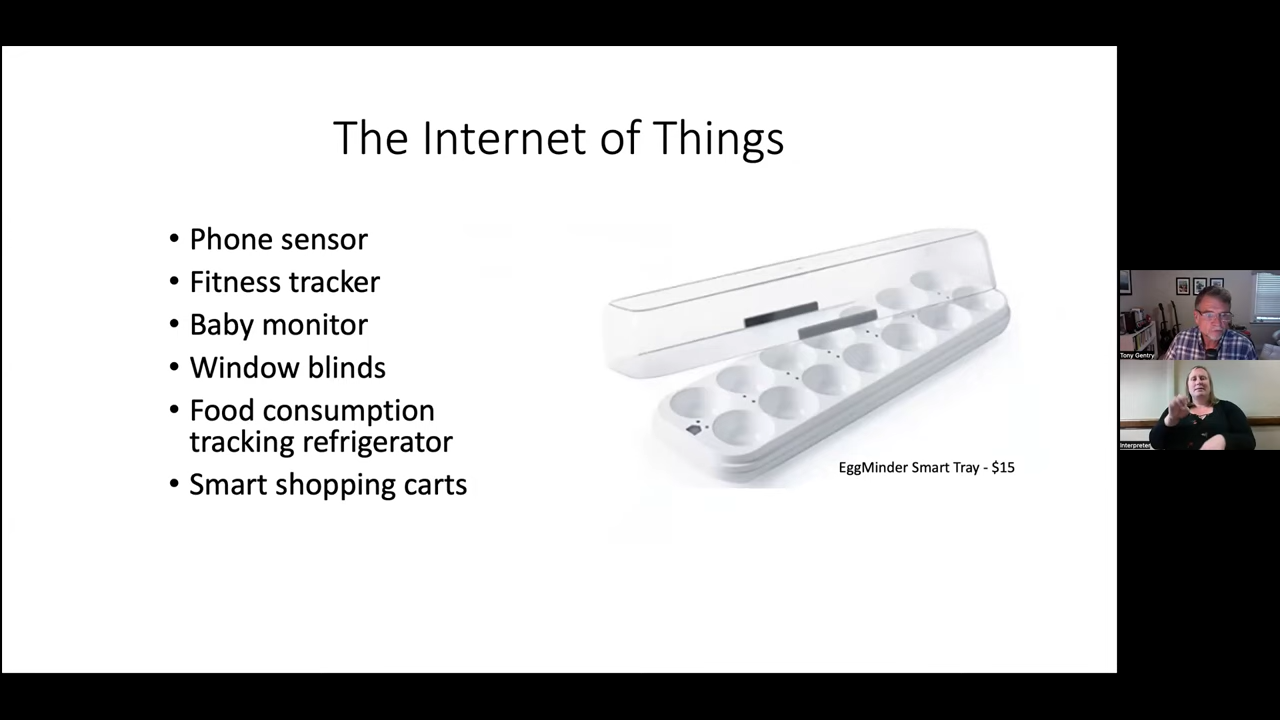 The Internet of Things
• Phone sensor
• Fitness tracker
• Baby monitor
• Window blinds
• Food consumption
tracking refrigerator
• Smart shopping carts
EggMinder Smart Tray - $15
Tony Gentry
Interpreter